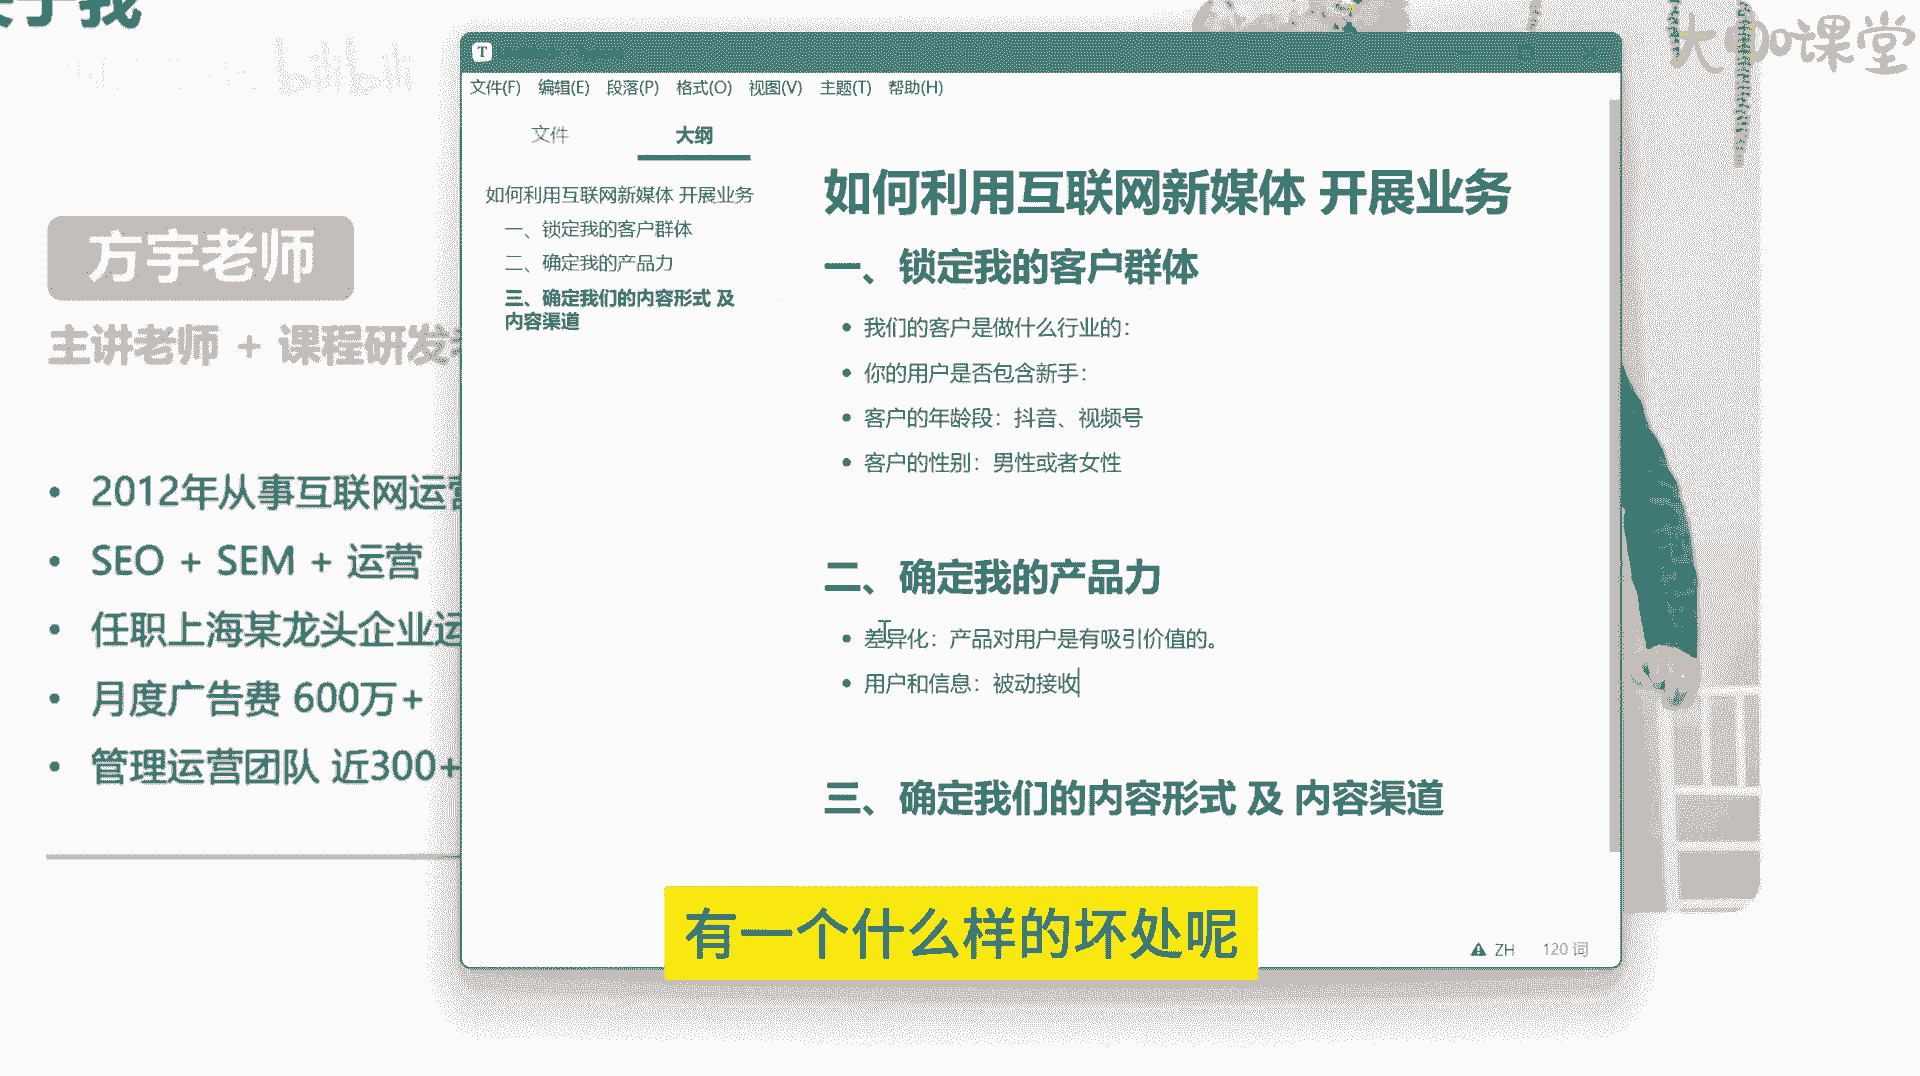 关于我
bilibili
大咖课堂
方宇老师
主讲老师 + 课程研发
• 2012年从事互联网运营
• SEO + SEM + 运营
• 任职上海某龙头企业运
• 月度广告费 600万+
• 管理运营团队 近300+
T
文件(F) 编辑(E) 段落(P) 格式(O) 视图(V) 主题(T) 帮助(H)
文件 大纲
如何利用互联网新媒体 开展业务
一、锁定我的客户群体
二、确定我的产品力
三、确定我们的内容形式 及
内容渠道
如何利用互联网新媒体 开展业务
一、锁定我的客户群体
• 我们的客户是做什么行业的：
• 你的用户是否包含新手：
• 客户的年龄段：抖音、视频号
• 客户的性别：男性或者女性
二、确定我的产品力
• 差异化：产品对用户是有吸引价值的。
• 用户和信息：被动接收
三、确定我们的内容形式 及 内容渠道
有一个什么样的坏处呢
ZH 120 词